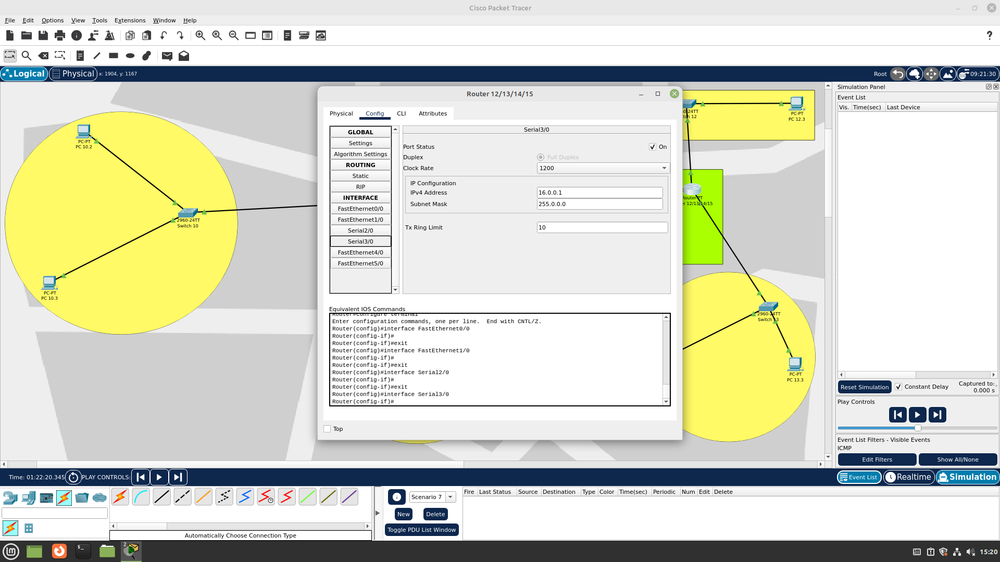 Cisco Packet Tracer
File Edit Options View Tools Extensions Window Help
Logical Physical x: 1904, y: 1167
Root 09:21:30
PC-PT
PC 10.2
2960-24TT
Switch 10
PC-PT
PC 10.3
Router 12/13/14/15
Physical Config CLI Attributes
GLOBAL
Settings
Algorithm Settings
ROUTING
Static
RIP
INTERFACE
FastEthernet0/0
FastEthernet1/0
Serial2/0
Serial3/0
FastEthernet4/0
FastEthernet5/0
Serial3/0
Port Status On
Duplex Full Duplex
Clock Rate 1200
IP Configuration
IPv4 Address 16.0.0.1
Subnet Mask 255.0.0.0
Tx Ring Limit 10
Equivalent IOS Commands
Router#configure terminal
Enter configuration commands, one per line. End with CNTL/Z.
Router(config)#interface FastEthernet0/0
Router(config-if)#
Router(config-if)#exit
Router(config)#interface FastEthernet1/0
Router(config-if)#
Router(config-if)#exit
Router(config)#interface Serial2/0
Router(config-if)#
Router(config-if)#exit
Router(config)#interface Serial3/0
Router(config-if)#
Top
PC-PT
PC 12.3
12
Router-PT
12/13/14/15
2960-24TT
Switch 13
PC-PT
PC 13.3
Simulation Panel
Event List
Vis. Time(sec) Last Device
Reset Simulation Constant Delay Captured to:
0.000 s
Play Controls
Event List Filters - Visible Events
ICMP
Edit Filters Show All/None
Time: 01:22:20.345 PLAY CONTROLS:
Event List Realtime Simulation
Automatically Choose Connection Type
Scenario 7
New Delete
Toggle PDU List Window
Fire Last Status Source Destination Type Color Time(sec) Periodic Num Edit Delete
2
15:20